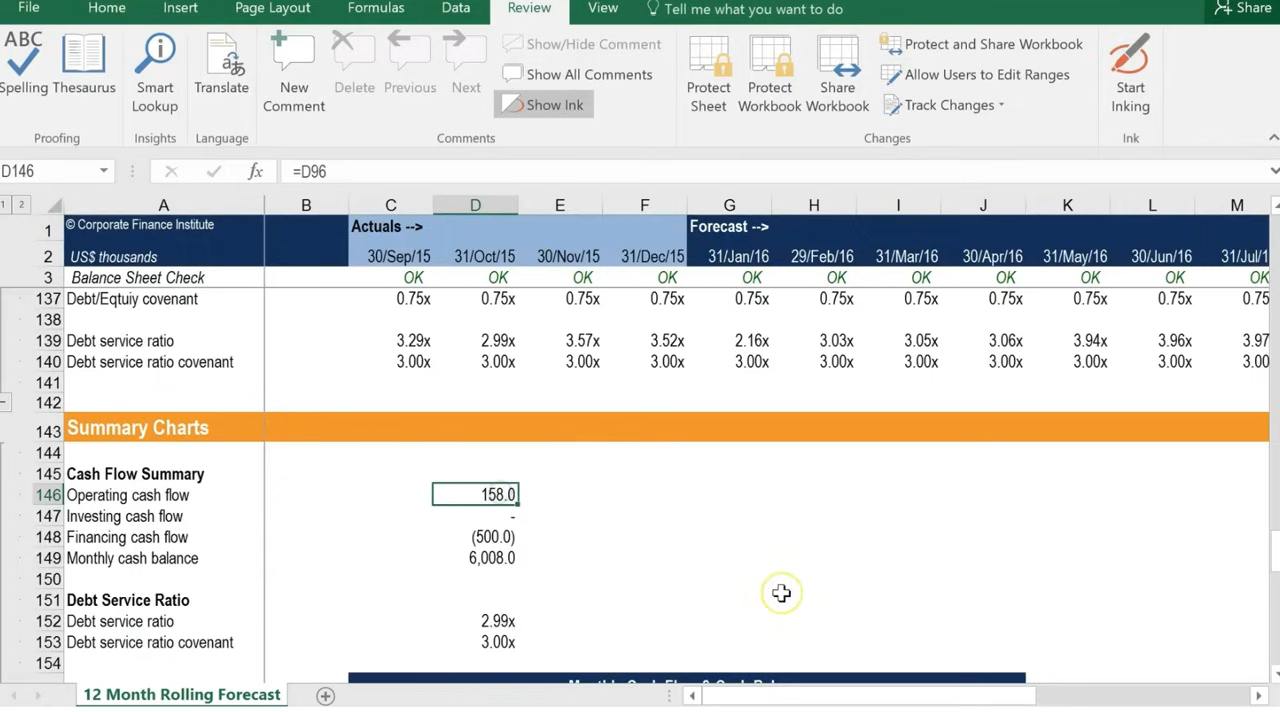 File Home Insert Page Layout Formulas Data Review View Tell me what you want to do Share
ABC Spelling Thesaurus Smart Lookup Translate New Comment Delete Previous Next
Show/Hide Comment
Show All Comments
Show Ink
Protect Sheet Protect Workbook Share Workbook
Protect and Share Workbook
Allow Users to Edit Ranges
Track Changes
Start Inking
Proofing Insights Language Comments Changes Ink
D146 fx =D96
1 2 A B C D E F G H I J K L M
1 © Corporate Finance Institute Actuals --> Forecast -->
2 US$ thousands 30/Sep/15 31/Oct/15 30/Nov/15 31/Dec/15 31/Jan/16 29/Feb/16 31/Mar/16 30/Apr/16 31/May/16 30/Jun/16 31/Jul/1
3 Balance Sheet Check OK OK OK OK OK OK OK OK OK OK OK
137 Debt/Eqtuiy covenant 0.75x 0.75x 0.75x 0.75x 0.75x 0.75x 0.75x 0.75x 0.75x 0.75x 0.75
138
139 Debt service ratio 3.29x 2.99x 3.57x 3.52x 2.16x 3.03x 3.05x 3.06x 3.94x 3.96x 3.97
140 Debt service ratio covenant 3.00x 3.00x 3.00x 3.00x 3.00x 3.00x 3.00x 3.00x 3.00x 3.00x 3.00
141
142
143 Summary Charts
144
145 Cash Flow Summary
146 Operating cash flow 158.0
147 Investing cash flow -
148 Financing cash flow (500.0)
149 Monthly cash balance 6,008.0
150
151 Debt Service Ratio
152 Debt service ratio 2.99x
153 Debt service ratio covenant 3.00x
154
12 Month Rolling Forecast